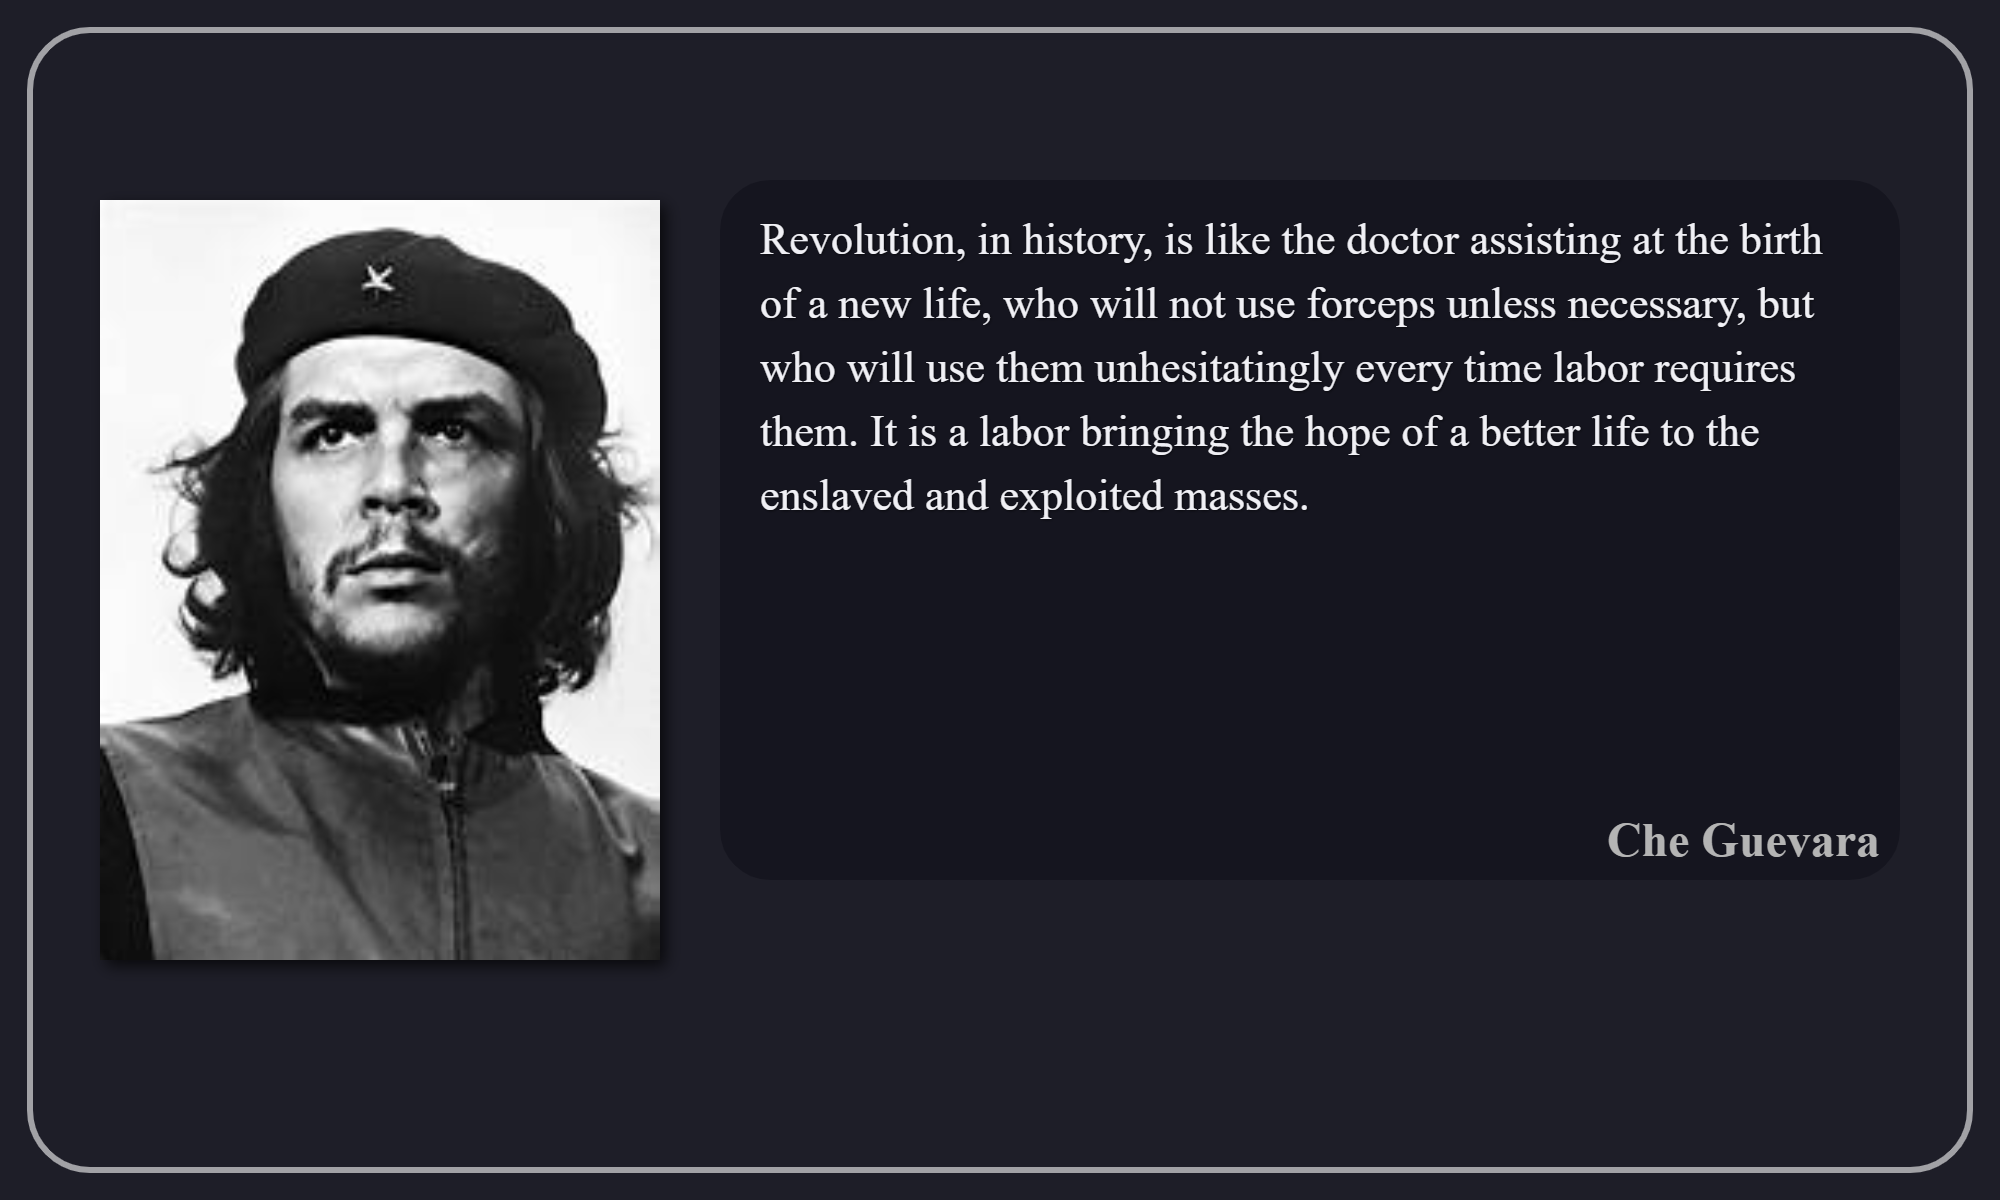 Revolution, in history, is like the doctor assisting at the birth
of a new life, who will not use forceps unless necessary, but
who will use them unhesitatingly every time labor requires
them. It is a labor bringing the hope of a better life to the
enslaved and exploited masses.
Che Guevara